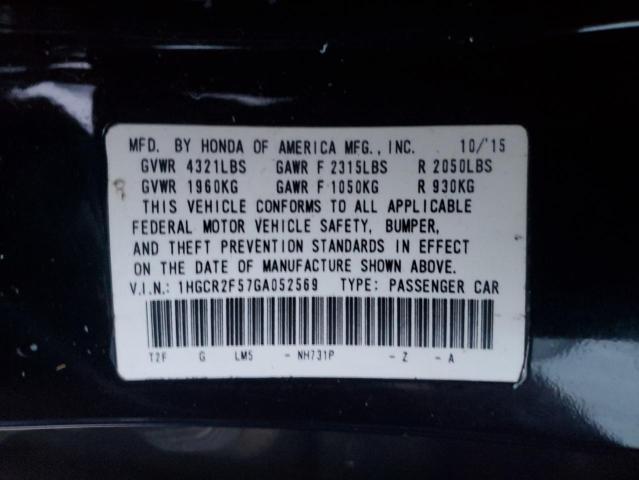 MFD. BY HONDA OF AMERICA MFG., INC. 10/'15
GVWR 4321LBS GAWR F 2315LBS R 2050LBS
GVWR 1960KG GAWR F 1050KG R 930KG
THIS VEHICLE CONFORMS TO ALL APPLICABLE
FEDERAL MOTOR VEHICLE SAFETY, BUMPER,
AND THEFT PREVENTION STANDARDS IN EFFECT
ON THE DATE OF MANUFACTURE SHOWN ABOVE.
V.I.N.: 1HGCR2F57GA052569 TYPE: PASSENGER CAR
T2F G LM5 - NH731P - Z - A